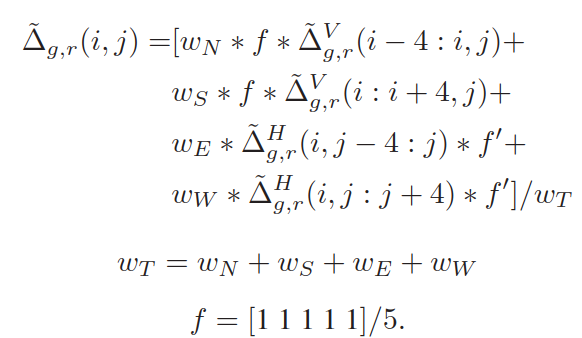 Δ̃_{g,r}(i, j) =[w_N ∗ f ∗ Δ̃^V_{g,r}(i − 4 : i, j)+
w_S ∗ f ∗ Δ̃^V_{g,r}(i : i + 4, j)+
w_E ∗ Δ̃^H_{g,r}(i, j − 4 : j) ∗ f′+
w_W ∗ Δ̃^H_{g,r}(i, j : j + 4) ∗ f′]/w_T
w_T = w_N + w_S + w_E + w_W
f = [1 1 1 1 1]/5.